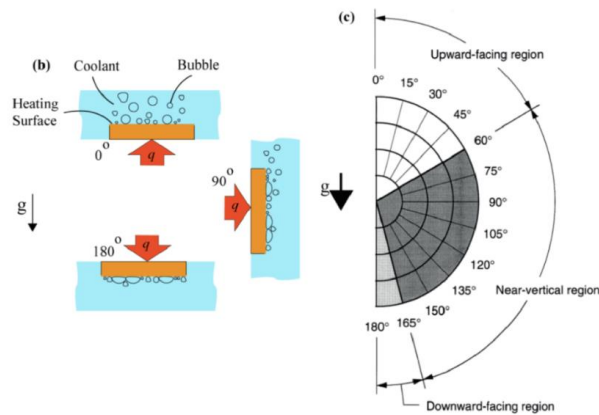 (b)
Coolant
Bubble
Heating
Surface
0°
q
g
90°
q
180°
q
(c)
Upward-facing region
0°
15°
30°
45°
60°
75°
90°
105°
120°
135°
150°
165°
180°
g
Near-vertical region
Downward-facing region